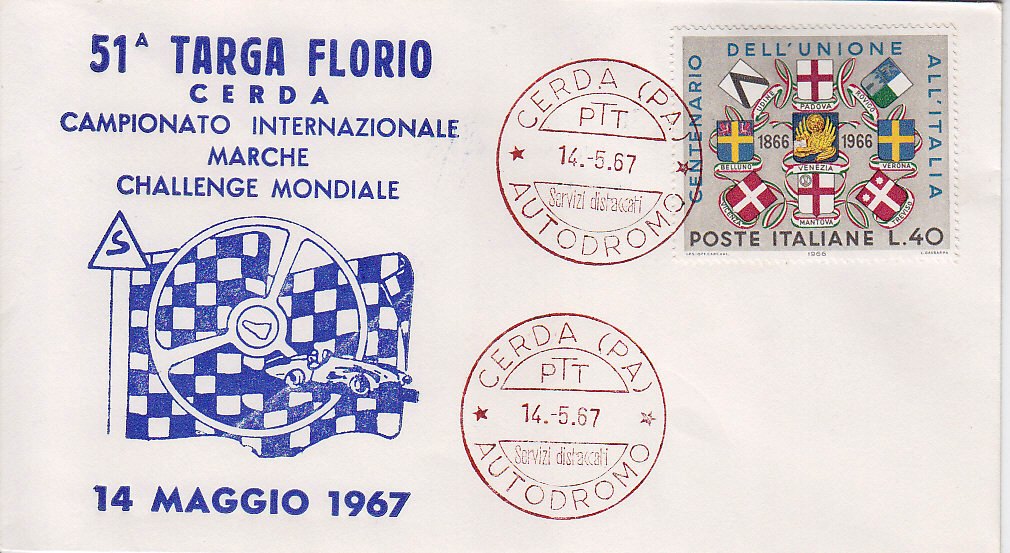 51ᴬ TARGA FLORIO
CERDA
CAMPIONATO INTERNAZIONALE
MARCHE
CHALLENGE MONDIALE
S
14 MAGGIO 1967
CERDA (PA)
PTT
14.-5.67
Servizi distaccati
AUTODROMO
CENTENARIO DELL'UNIONE ALL'ITALIA
UDINE
PADOVA
ROVIGO
1866
1966
BELLUNO
VENEZIA
VERONA
VICENZA
MANTOVA
TREVISO
POSTE ITALIANE L.40
1966
CERDA (PA)
PTT
14.-5.67
Servizi distaccati
AUTODROMO